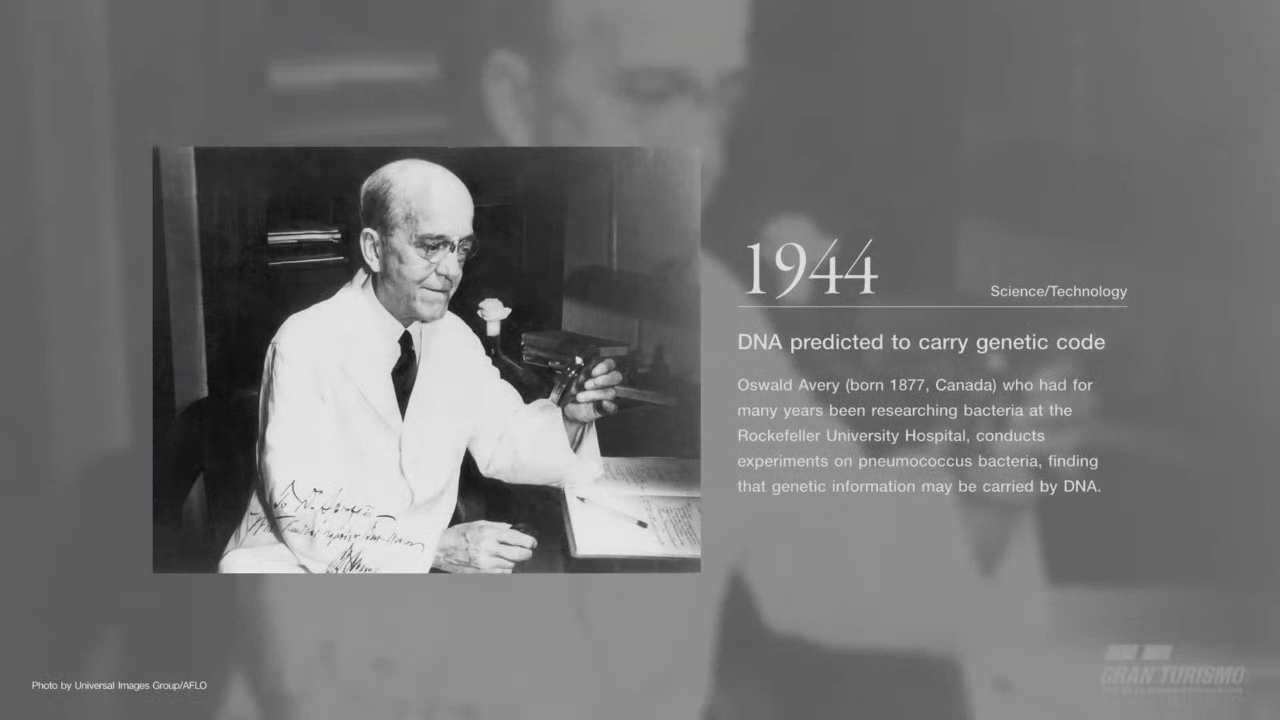 1944
Science/Technology
DNA predicted to carry genetic code
Oswald Avery (born 1877, Canada) who had for
many years been researching bacteria at the
Rockefeller University Hospital, conducts
experiments on pneumococcus bacteria, finding
that genetic information may be carried by DNA.
Photo by Universal Images Group/AFLO
GRAN TURISMO